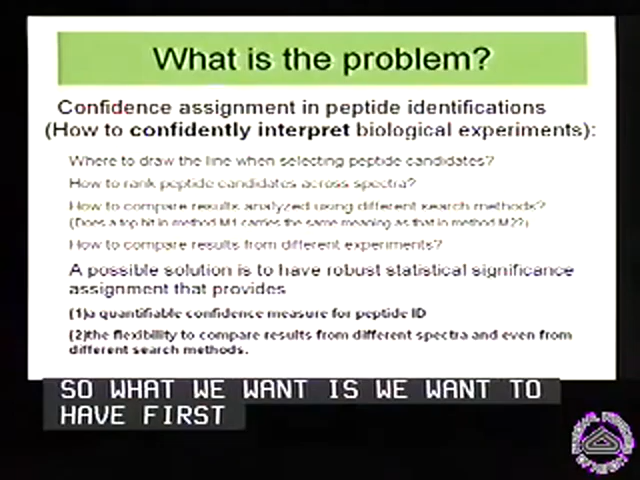 What is the problem?
Confidence assignment in peptide identifications
(How to confidently interpret biological experiments):
Where to draw the line when selecting peptide candidates?
How to rank peptide candidates across spectra?
How to compare results analyzed using different search methods?
(Does a top hit in method M1 carries the same meaning as that in method M2?)
How to compare results from different experiments?
A possible solution is to have robust statistical significance
assignment that provides
(1)a quantifiable confidence measure for peptide ID
(2)the flexibility to compare results from different spectra and even from
different search methods.
SO WHAT WE WANT IS WE WANT TO
HAVE FIRST